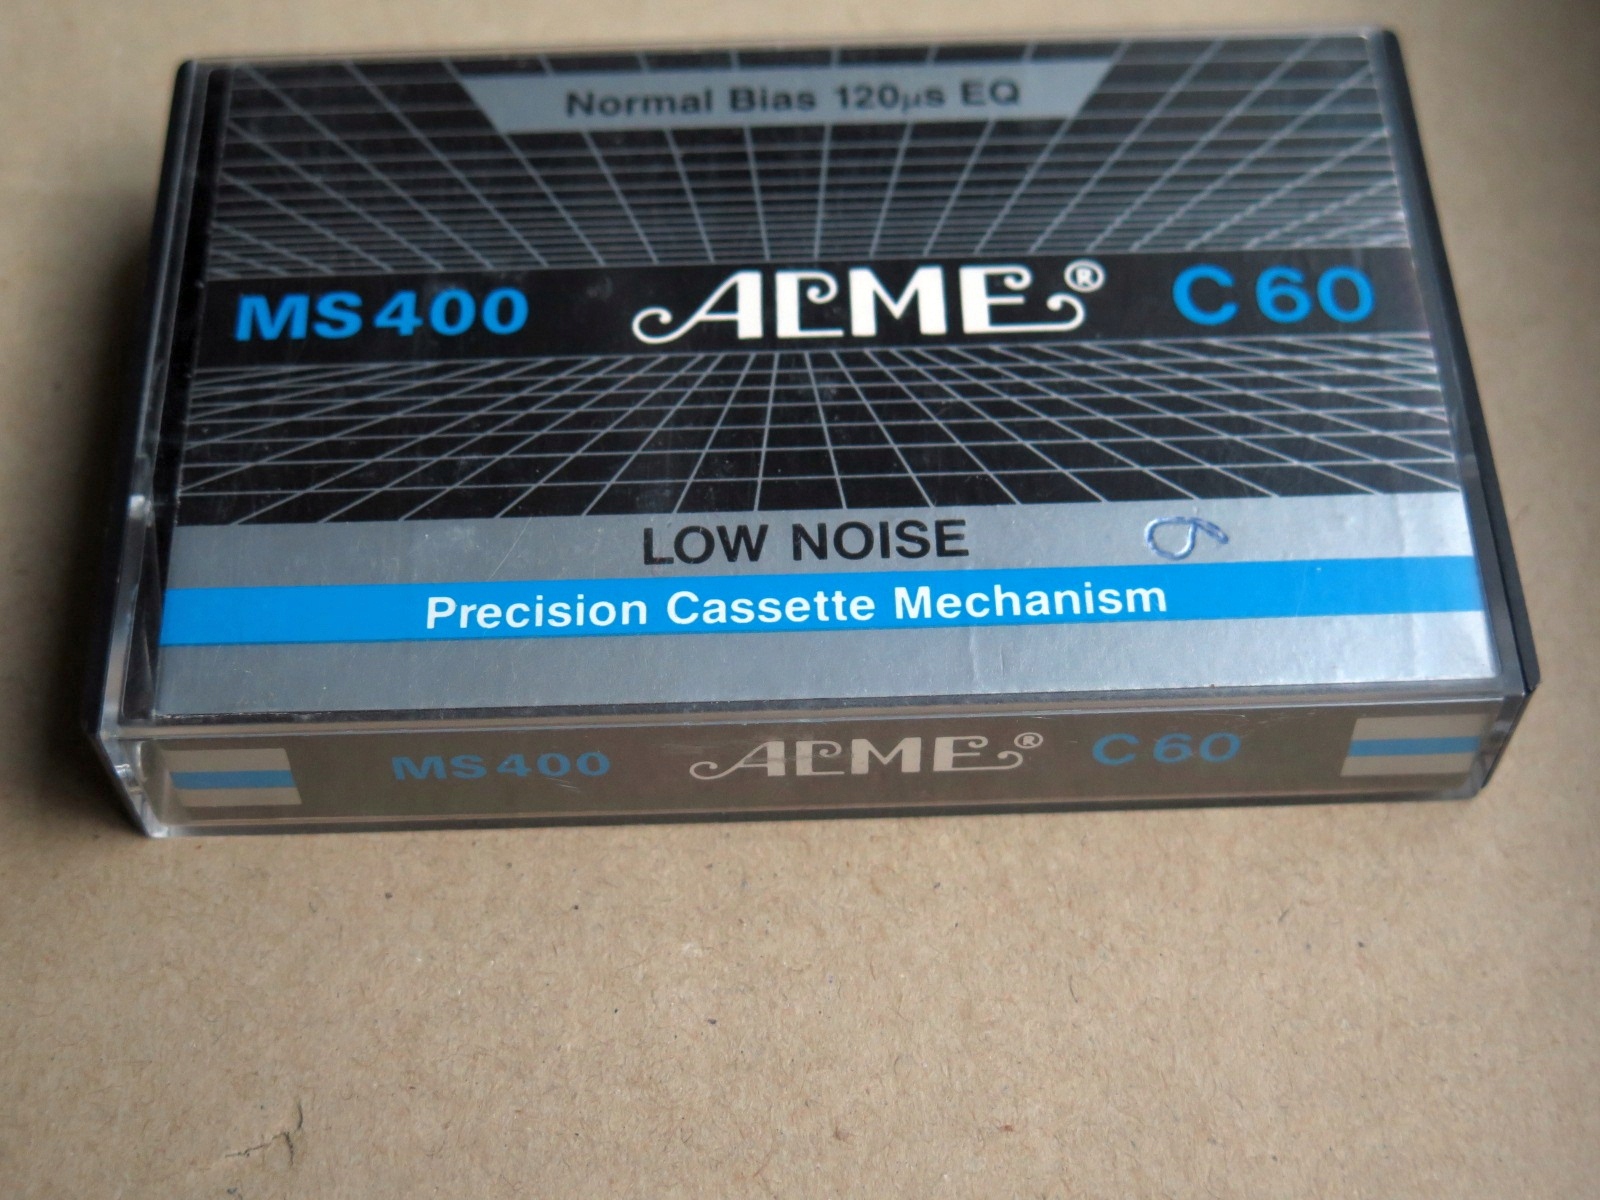 Normal Bias 120µs EQ
MS400 ACME® C60
LOW NOISE
Precision Cassette Mechanism
MS400 ACME® C60